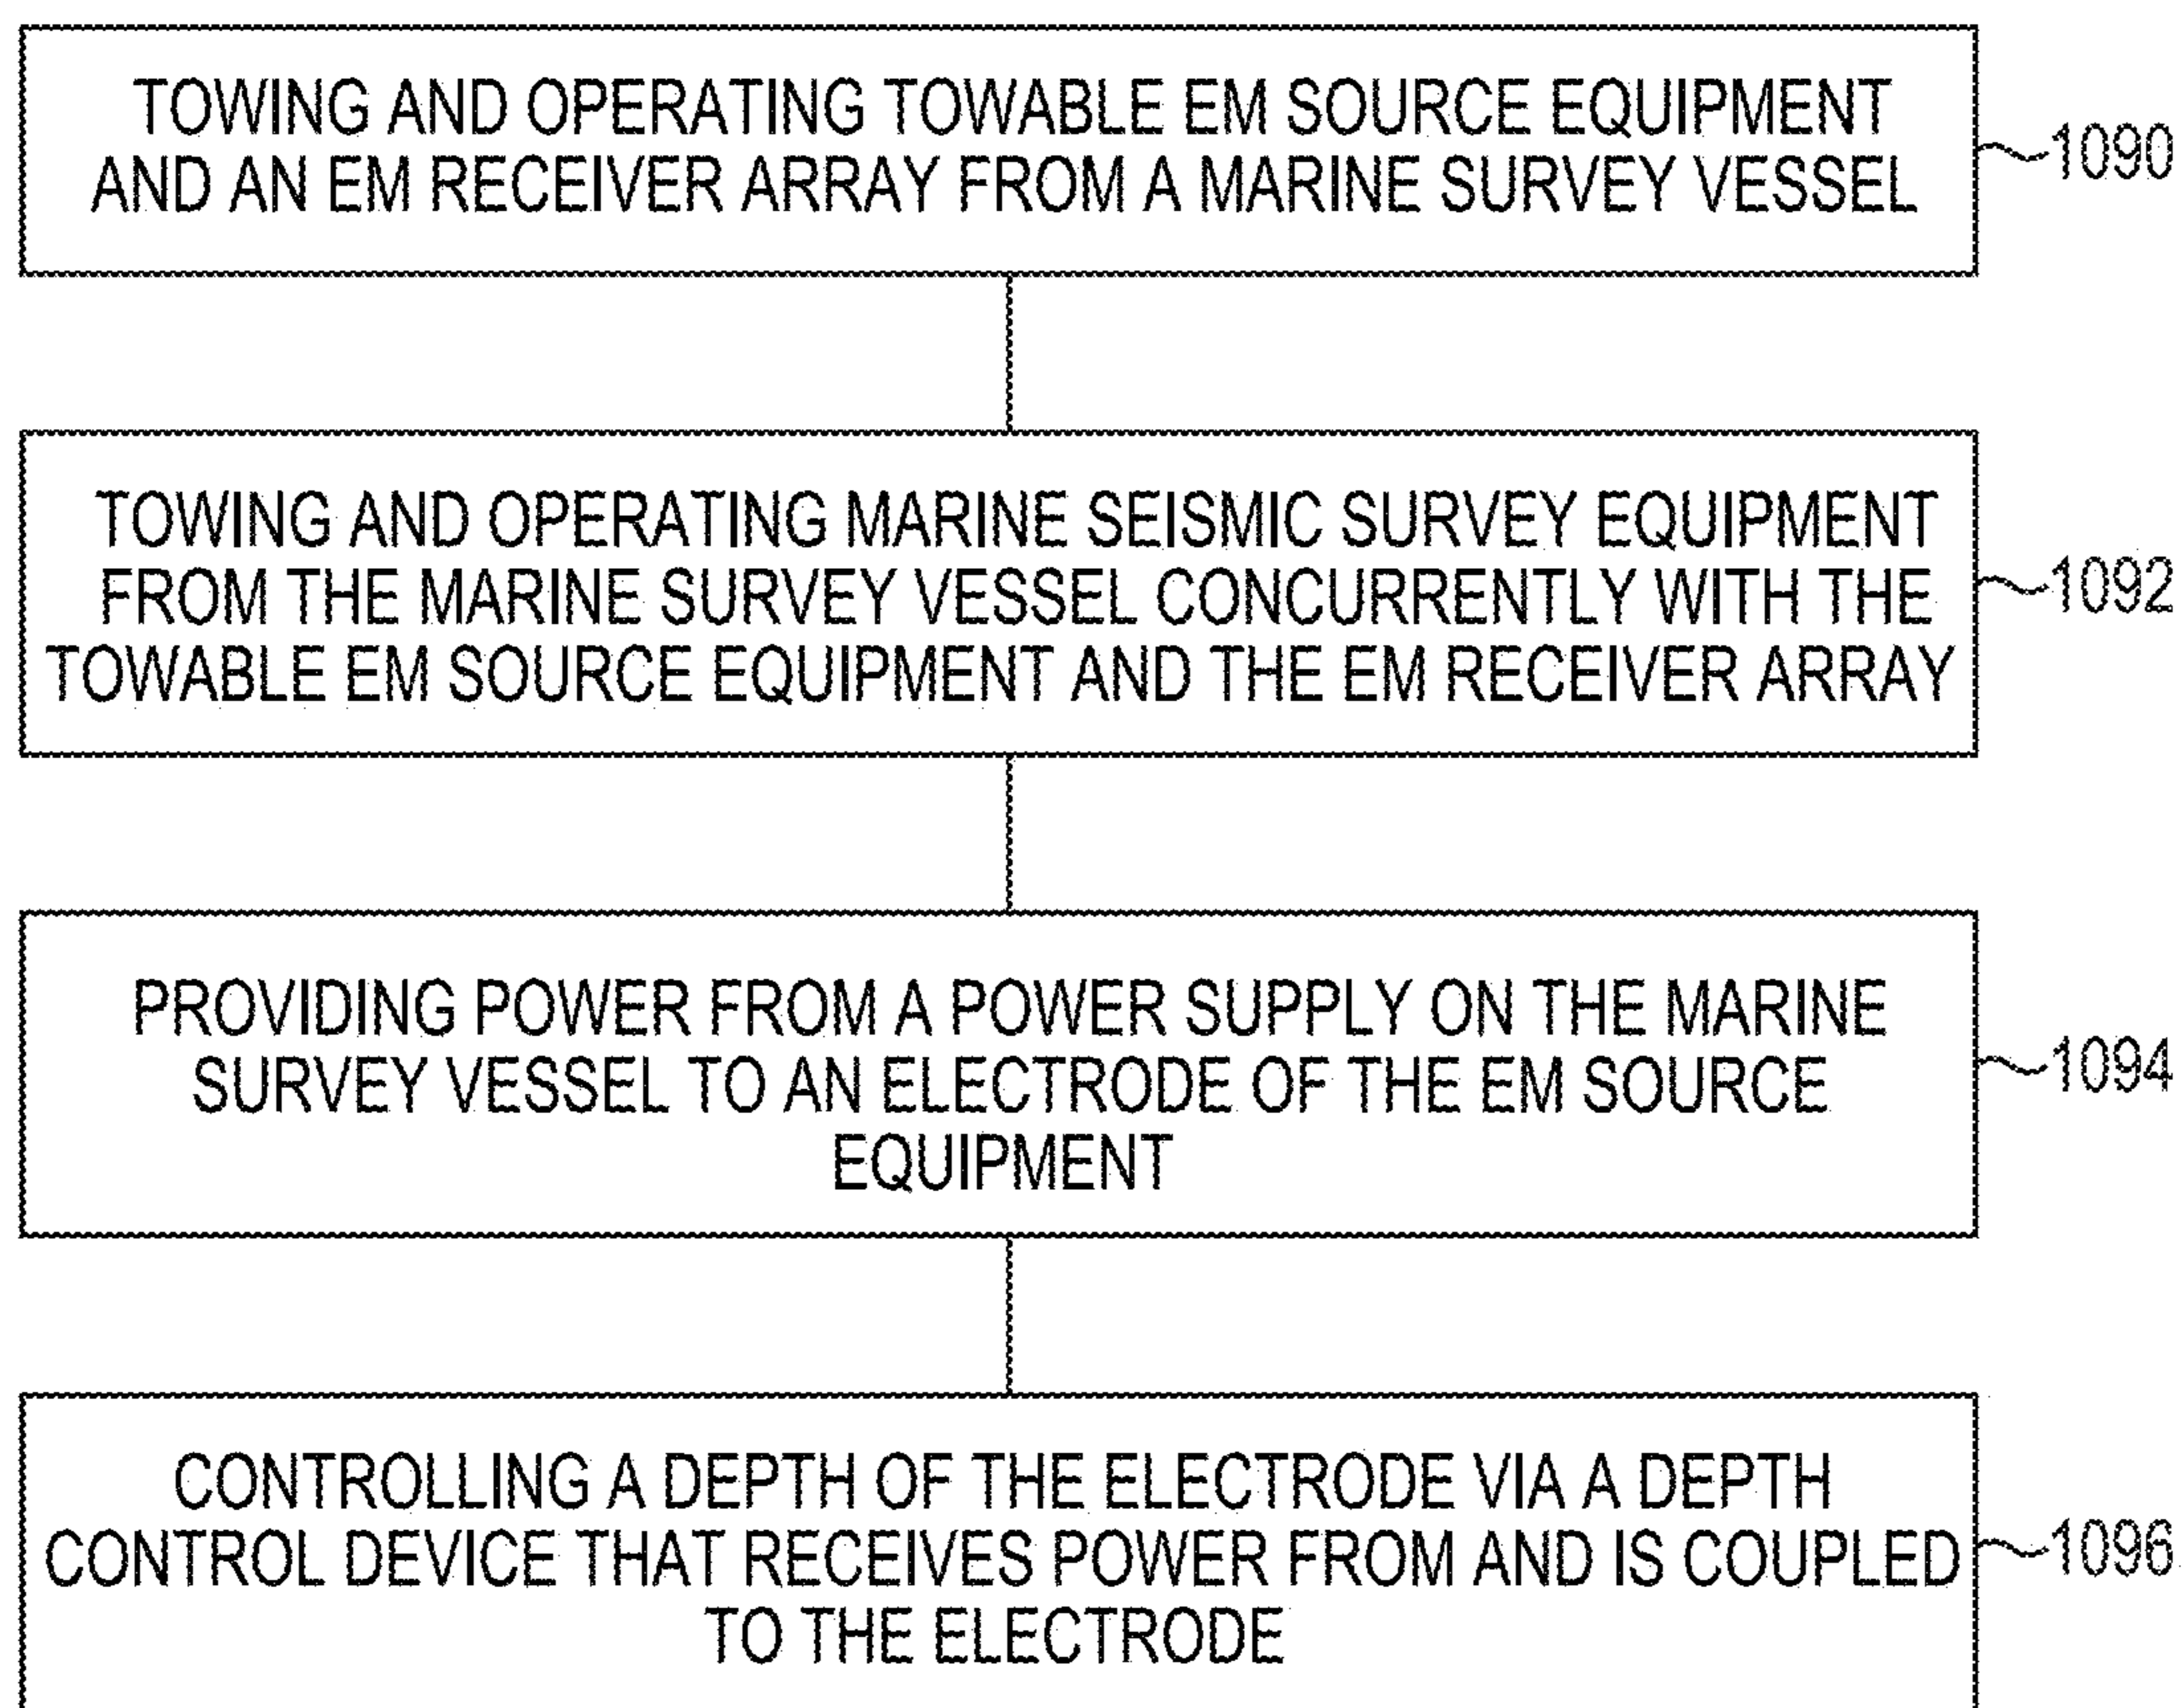 TOWING AND OPERATING TOWABLE EM SOURCE EQUIPMENT
AND AN EM RECEIVER ARRAY FROM A MARINE SURVEY VESSEL
1090
TOWING AND OPERATING MARINE SEISMIC SURVEY EQUIPMENT
FROM THE MARINE SURVEY VESSEL CONCURRENTLY WITH THE
TOWABLE EM SOURCE EQUIPMENT AND THE EM RECEIVER ARRAY
1092
PROVIDING POWER FROM A POWER SUPPLY ON THE MARINE
SURVEY VESSEL TO AN ELECTRODE OF THE EM SOURCE
EQUIPMENT
1094
CONTROLLING A DEPTH OF THE ELECTRODE VIA A DEPTH
CONTROL DEVICE THAT RECEIVES POWER FROM AND IS COUPLED
TO THE ELECTRODE
1096